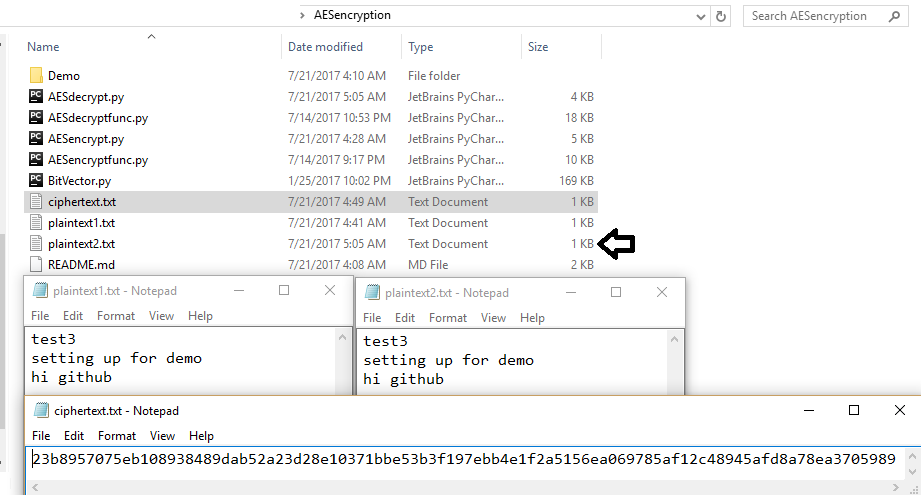 AESencryption
Search AESencryption
Name Date modified Type Size
Demo 7/21/2017 4:10 AM File folder
AESdecrypt.py 7/21/2017 5:05 AM JetBrains PyChar... 4 KB
AESdecryptfunc.py 7/14/2017 10:53 PM JetBrains PyChar... 18 KB
AESencrypt.py 7/21/2017 4:28 AM JetBrains PyChar... 5 KB
AESencryptfunc.py 7/14/2017 9:17 PM JetBrains PyChar... 10 KB
BitVector.py 1/25/2017 10:02 PM JetBrains PyChar... 169 KB
ciphertext.txt 7/21/2017 4:49 AM Text Document 1 KB
plaintext1.txt 7/21/2017 4:41 AM Text Document 1 KB
plaintext2.txt 7/21/2017 5:05 AM Text Document 1 KB
README.md 7/21/2017 4:08 AM MD File 2 KB
plaintext1.txt - Notepad
File Edit Format View Help
test3
setting up for demo
hi github
plaintext2.txt - Notepad
File Edit Format View Help
test3
setting up for demo
hi github
ciphertext.txt - Notepad
File Edit Format View Help
23b8957075eb108938489dab52a23d28e10371bbe53b3f197ebb4e1f2a5156ea069785af12c48945afd8a78ea3705989